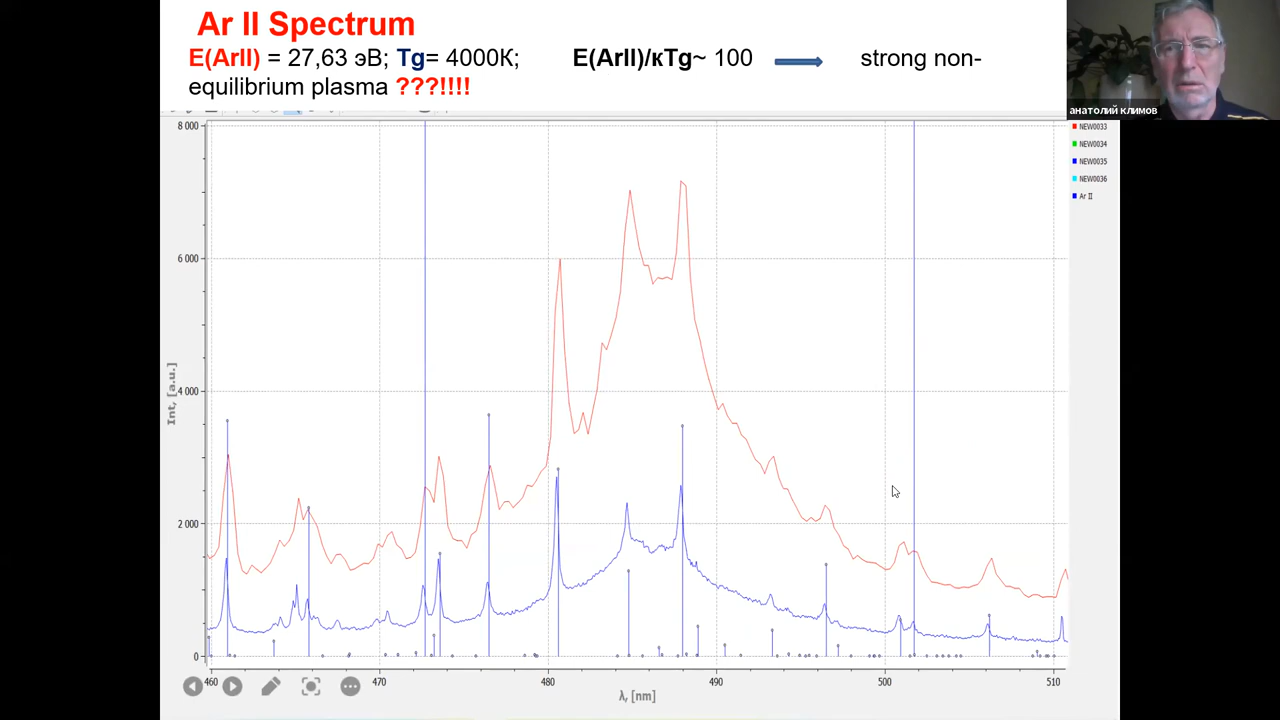 Ar II Spectrum
E(ArII) = 27,63 эВ; Tg= 4000К; E(ArII)/кTg~ 100 strong non-
equilibrium plasma ???!!!!
анатолий климов
NEW0033
NEW0034
NEW0035
NEW0036
Ar II
Int, [a.u.]
8 000
6 000
4 000
2 000
0
460
470
480
490
500
510
λ, [nm]